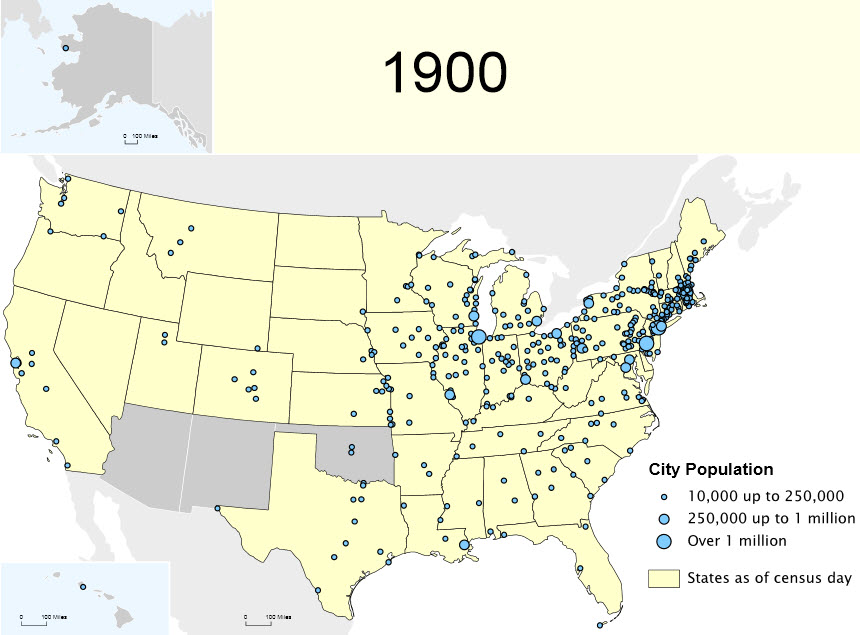 1900
0 100 Miles
City Population
10,000 up to 250,000
250,000 up to 1 million
Over 1 million
States as of census day
0 100 Miles
0 100 Miles